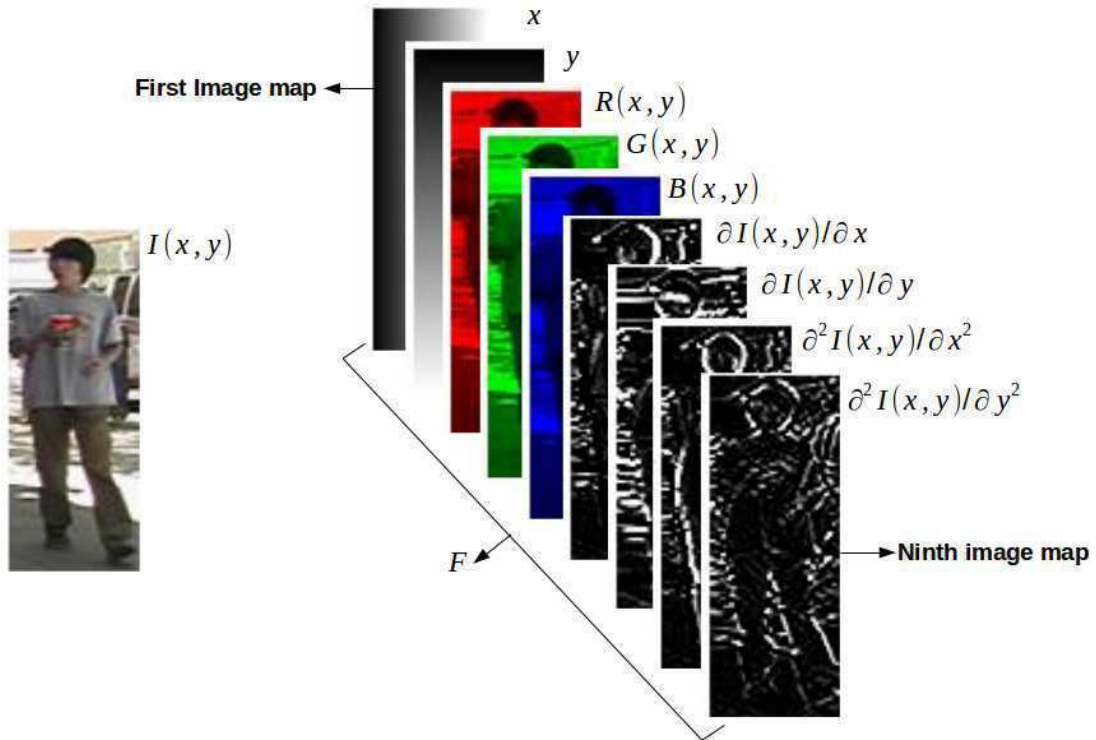 x
y
First Image map
R(x,y)
G(x,y)
B(x,y)
I(x,y)
∂I(x,y)/∂x
∂I(x,y)/∂y
∂²I(x,y)/∂x²
∂²I(x,y)/∂y²
F
Ninth image map